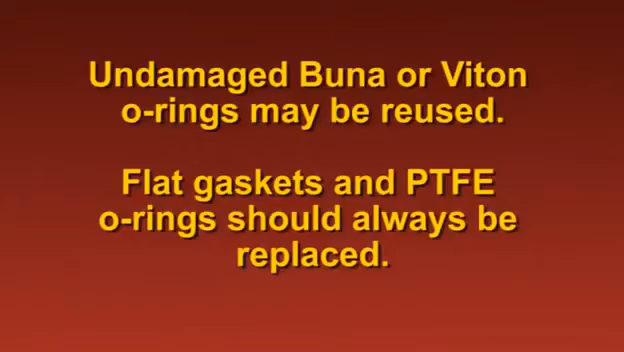 Undamaged Buna or Viton
o-rings may be reused.
Flat gaskets and PTFE
o-rings should always be
replaced.